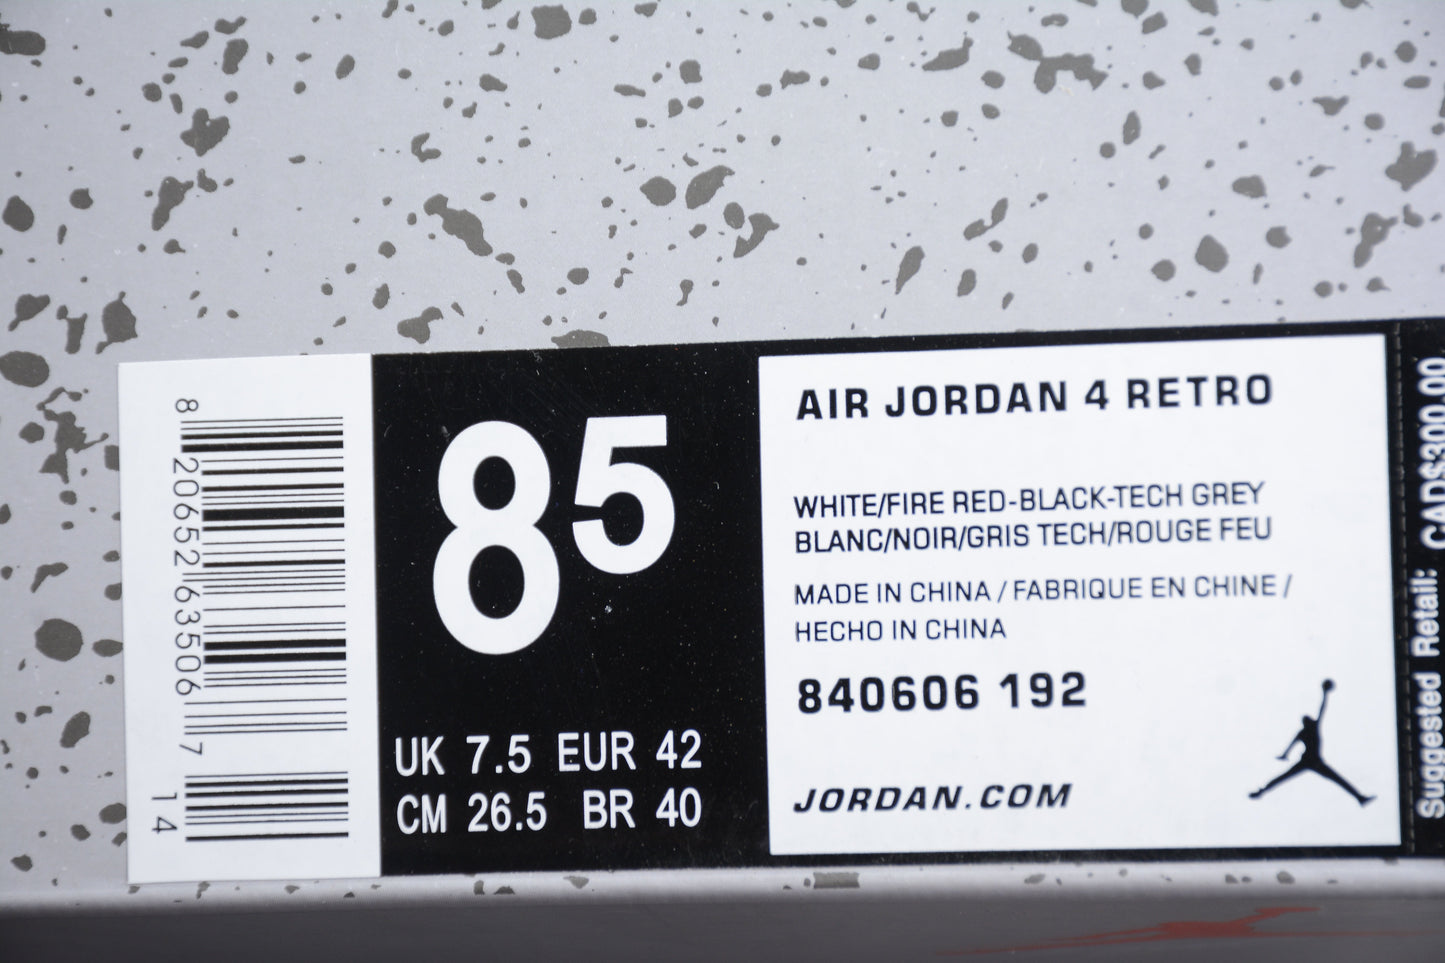 8 20652 63506 7
14
8 5
UK 7.5 EUR 42
CM 26.5 BR 40
AIR JORDAN 4 RETRO
WHITE/FIRE RED-BLACK-TECH GREY
BLANC/NOIR/GRIS TECH/ROUGE FEU
MADE IN CHINA / FABRIQUE EN CHINE /
HECHO IN CHINA
840606 192
JORDAN.COM
Suggested Retail: CAD$300.00